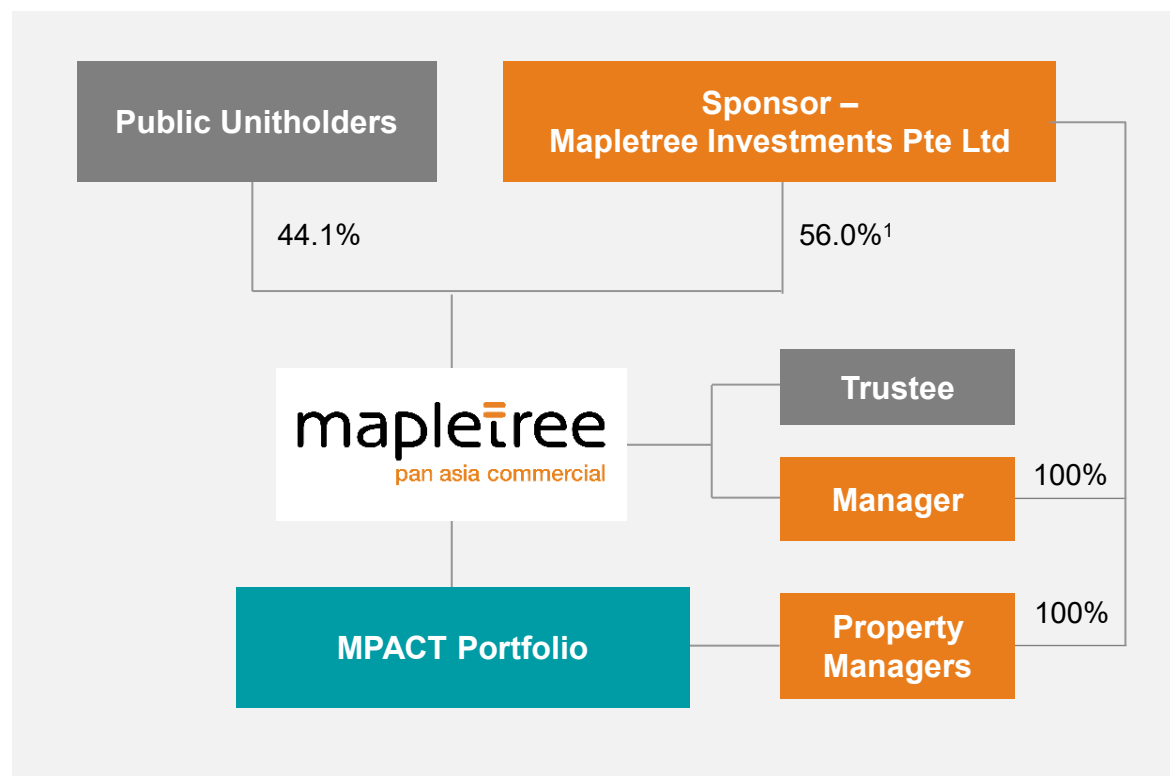 Public Unitholders
Sponsor –
Mapletree Investments Pte Ltd
44.1%
56.0%¹
mapletree
pan asia commercial
Trustee
Manager
100%
MPACT Portfolio
Property
Managers
100%